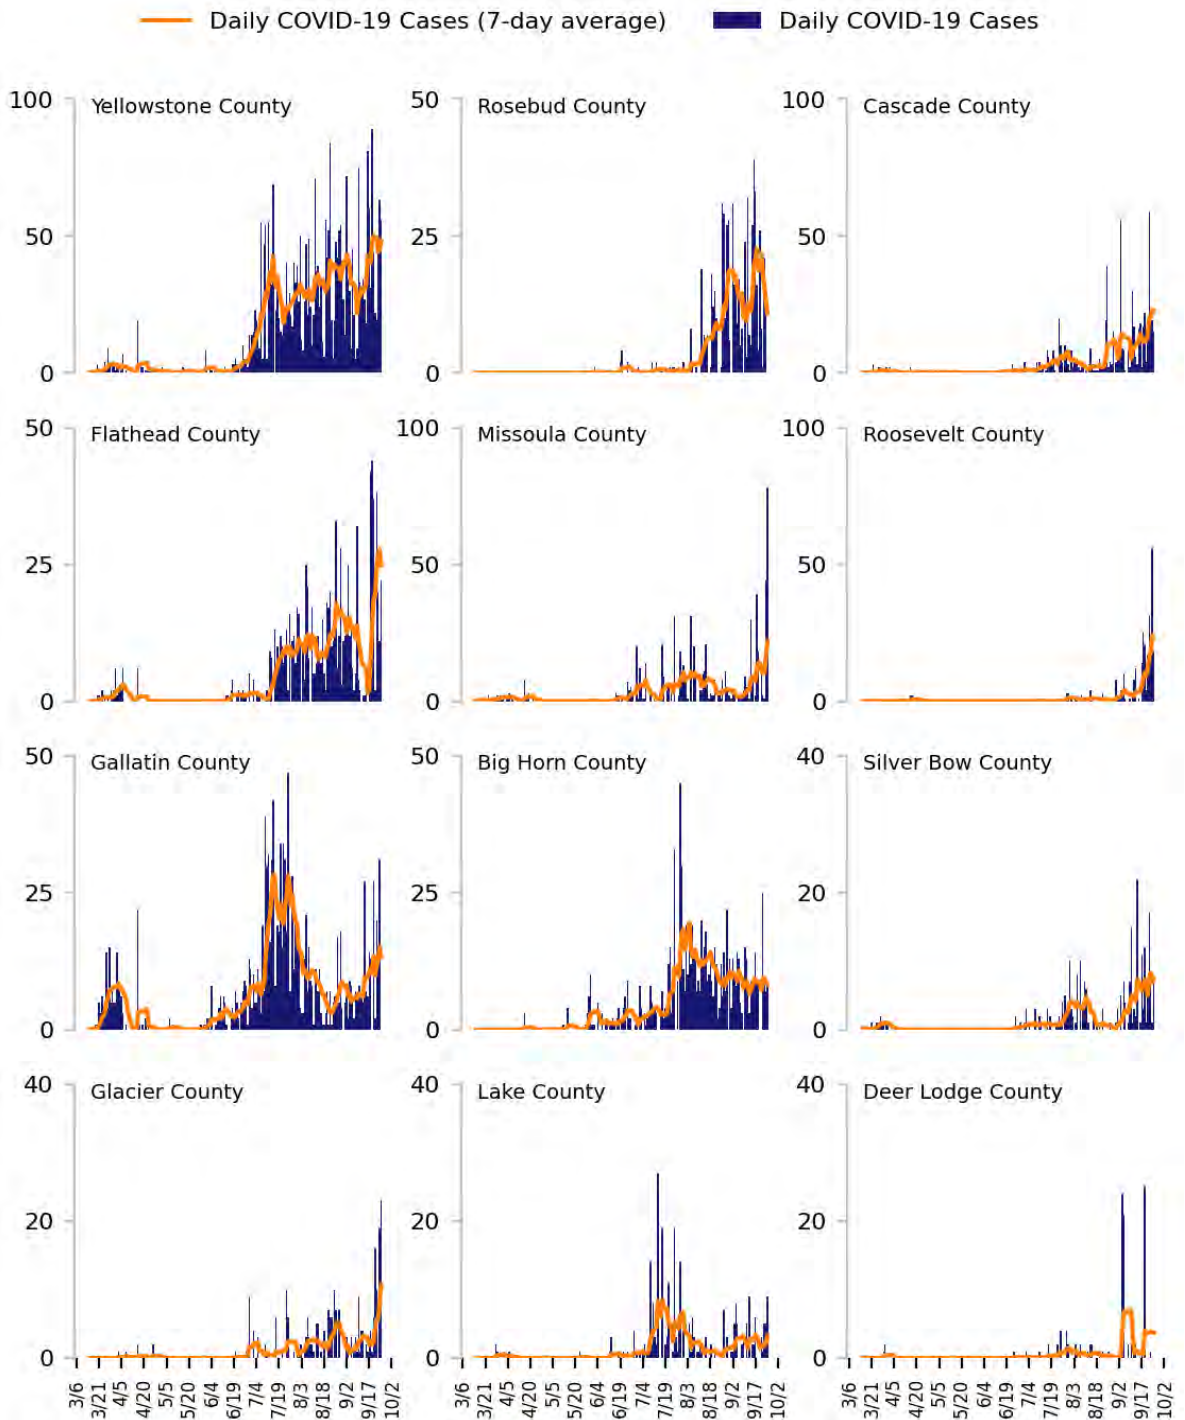 Daily COVID-19 Cases (7-day average) Daily COVID-19 Cases
Yellowstone County
100
50
0
Rosebud County
50
25
0
Cascade County
100
50
0
Flathead County
50
25
0
Missoula County
100
50
0
Roosevelt County
100
50
0
Gallatin County
50
25
0
Big Horn County
50
25
0
Silver Bow County
40
20
0
Glacier County
40
20
0
3/6 3/21 4/5 4/20 5/5 5/20 6/4 6/19 7/4 7/19 8/3 8/18 9/2 9/17 10/2
Lake County
40
20
0
3/6 3/21 4/5 4/20 5/5 5/20 6/4 6/19 7/4 7/19 8/3 8/18 9/2 9/17 10/2
Deer Lodge County
40
20
0
3/6 3/21 4/5 4/20 5/5 5/20 6/4 6/19 7/4 7/19 8/3 8/18 9/2 9/17 10/2